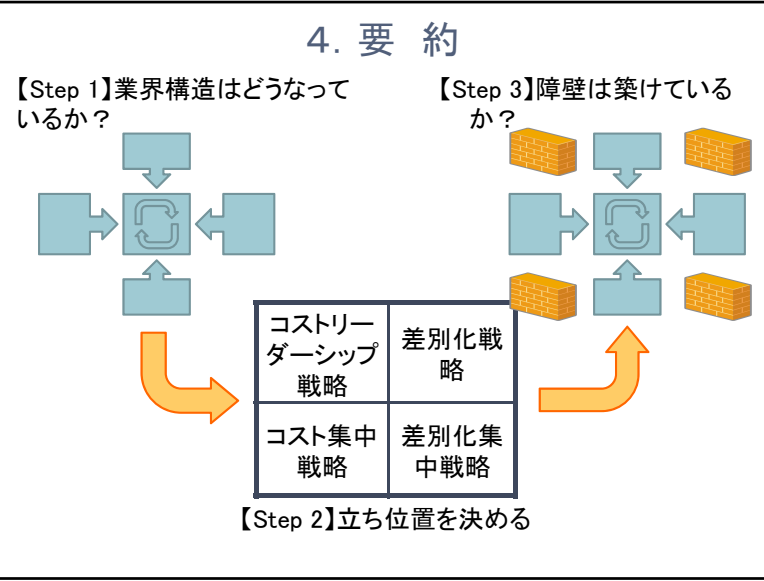 4．要　約
【Step 1】業界構造はどうなって
いるか？
【Step 3】障壁は築けている
か？
コストリー
ダーシップ
戦略
差別化戦
略
コスト集中
戦略
差別化集
中戦略
【Step 2】立ち位置を決める